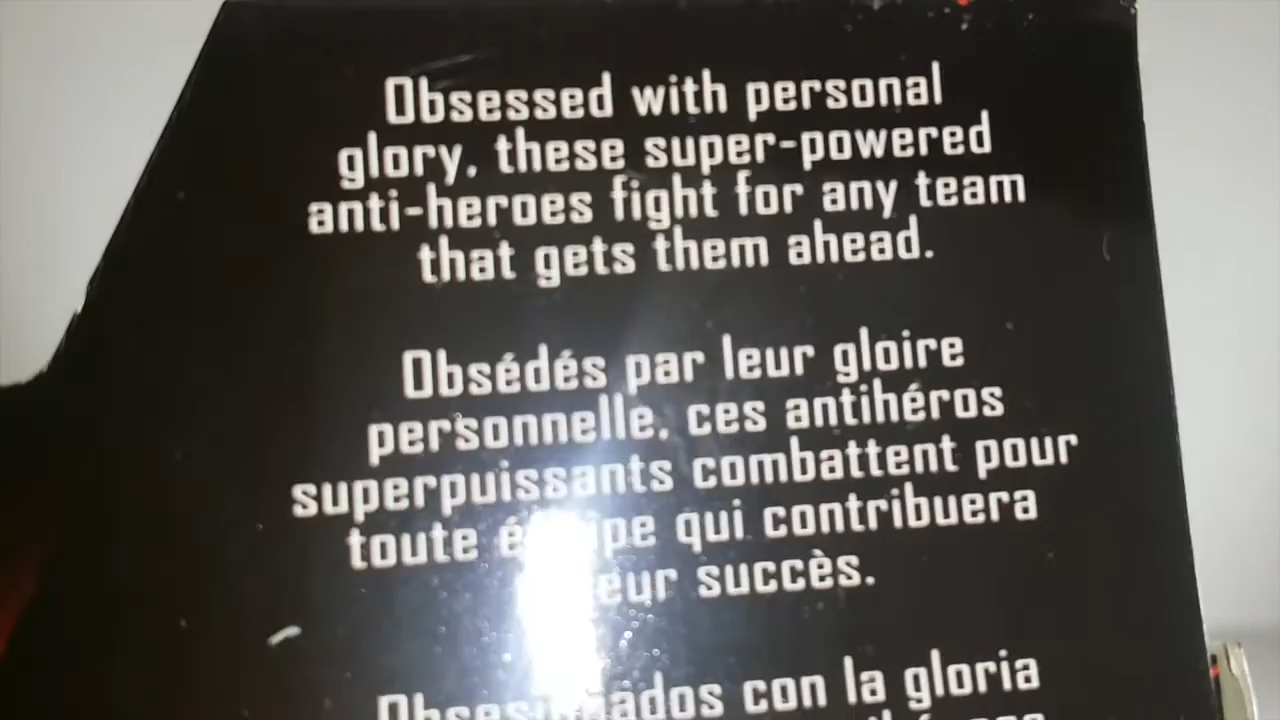 Obsessed with personal
glory, these super-powered
anti-heroes fight for any team
that gets them ahead.
Obsédés par leur gloire
personnelle, ces antihéros
superpuissants combattent pour
toute qui contribuera
succès.
con la gloria